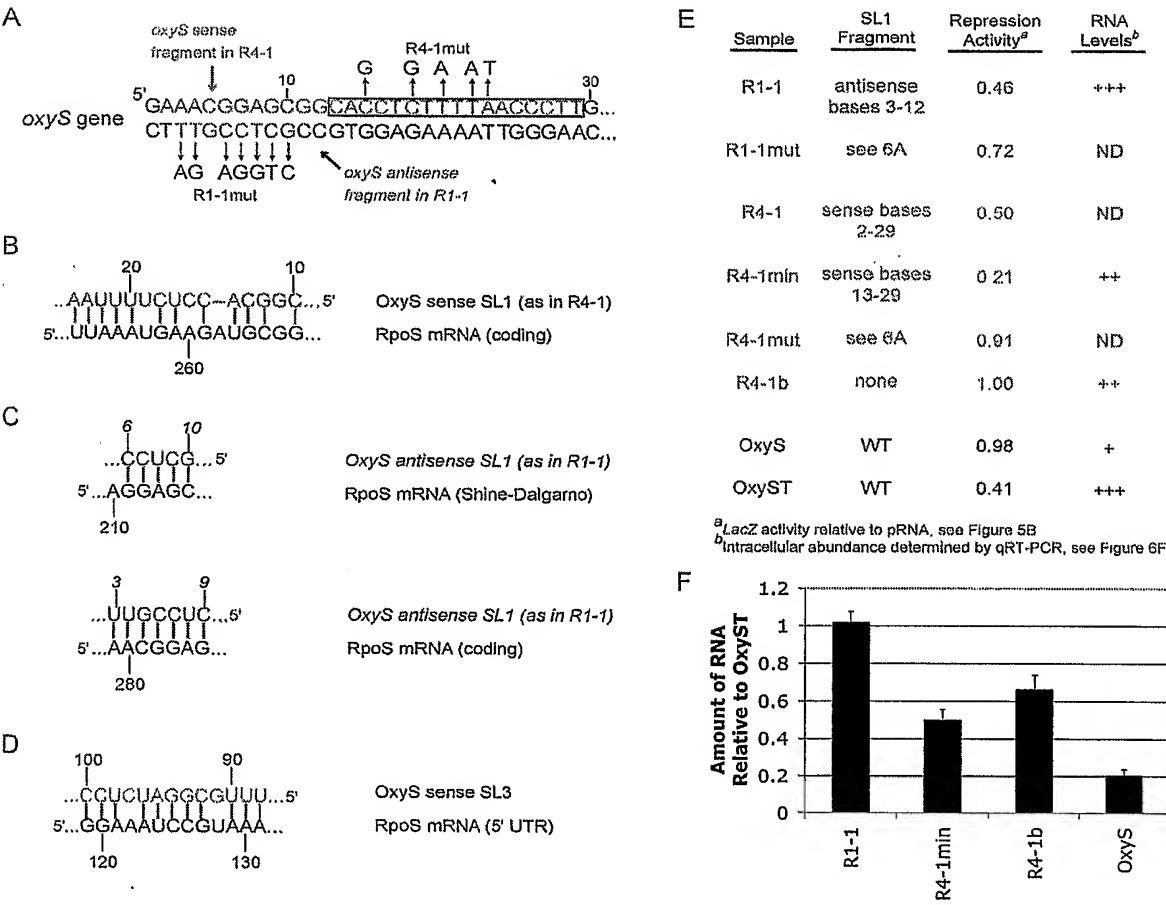 A
oxyS sense
fragment in R4-1
R4-1mut
G G A A T
10
30
5'
GAAACGGAGCGGCACCTCTTTTAACCCTTG...
oxyS gene
CTTTGCCTCGCCGTGGAGAAAATTGGGAAC...
AG AGGTC
R1-1mut
oxyS antisense
fragment in R1-1
B
20 10
...AAUUUUCUCC-ACGGC...5'
OxyS sense SL1 (as in R4-1)
5'...UUAAAUGAAGAUGCGG...
RpoS mRNA (coding)
260
C
6 10
...CCUCG...5'
OxyS antisense SL1 (as in R1-1)
5' ...AGGAGC...
RpoS mRNA (Shine-Dalgarno)
210
3 9
...UUGCCUC...5'
OxyS antisense SL1 (as in R1-1)
5'...AACGGAG...
RpoS mRNA (coding)
280
D
100 90
...CCUCUAGGCGUUU...5'
OxyS sense SL3
5'...GGAAAUCCGUAAA...
RpoS mRNA (5' UTR)
120 130
E
Sample SL1 Fragment Repression Activity^a RNA Levels^b
R1-1 antisense bases 3-12 0.46 +++
R1-1mut see 6A 0.72 ND
R4-1 sense bases 2-29 0.50 ND
R4-1min sense bases 13-29 0.21 ++
R4-1mut see 6A 0.91 ND
R4-1b none 1.00 ++
OxyS WT 0.98 +
OxyST WT 0.41 +++
^a LacZ activity relative to pRNA, see Figure 5B
^b Intracellular abundance determined by qRT-PCR, see Figure 6F
F
Amount of RNA
Relative to OxyST
1.2
1
0.8
0.6
0.4
0.2
0
R1-1
R4-1min
R4-1b
OxyS